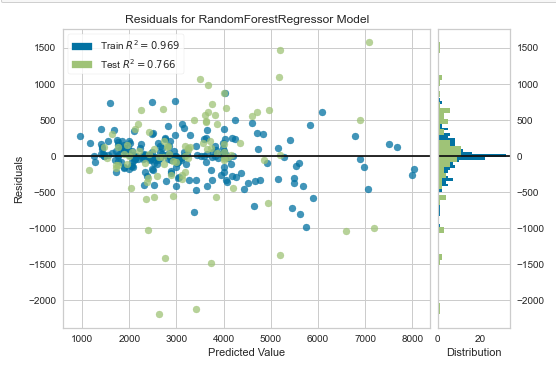 Residuals for RandomForestRegressor Model
Train R² = 0.969
Test R² = 0.766
1500
1000
500
0
−500
−1000
−1500
−2000
Residuals
1000 2000 3000 4000 5000 6000 7000 8000
Predicted Value
1500
1000
500
0
−500
−1000
−1500
−2000
0 20
Distribution